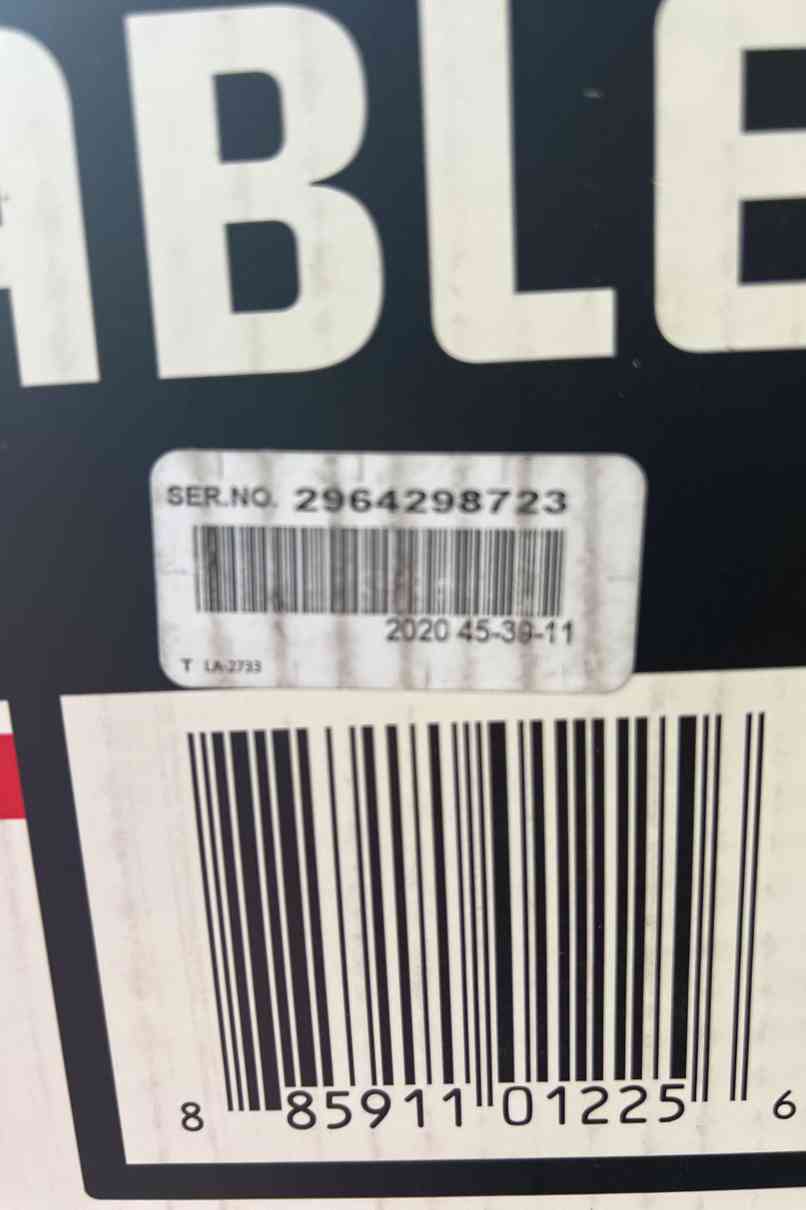 ABLE
SER.NO. 2964298723
2020 45-39-11
T LA-2733
8 85911 01225 6